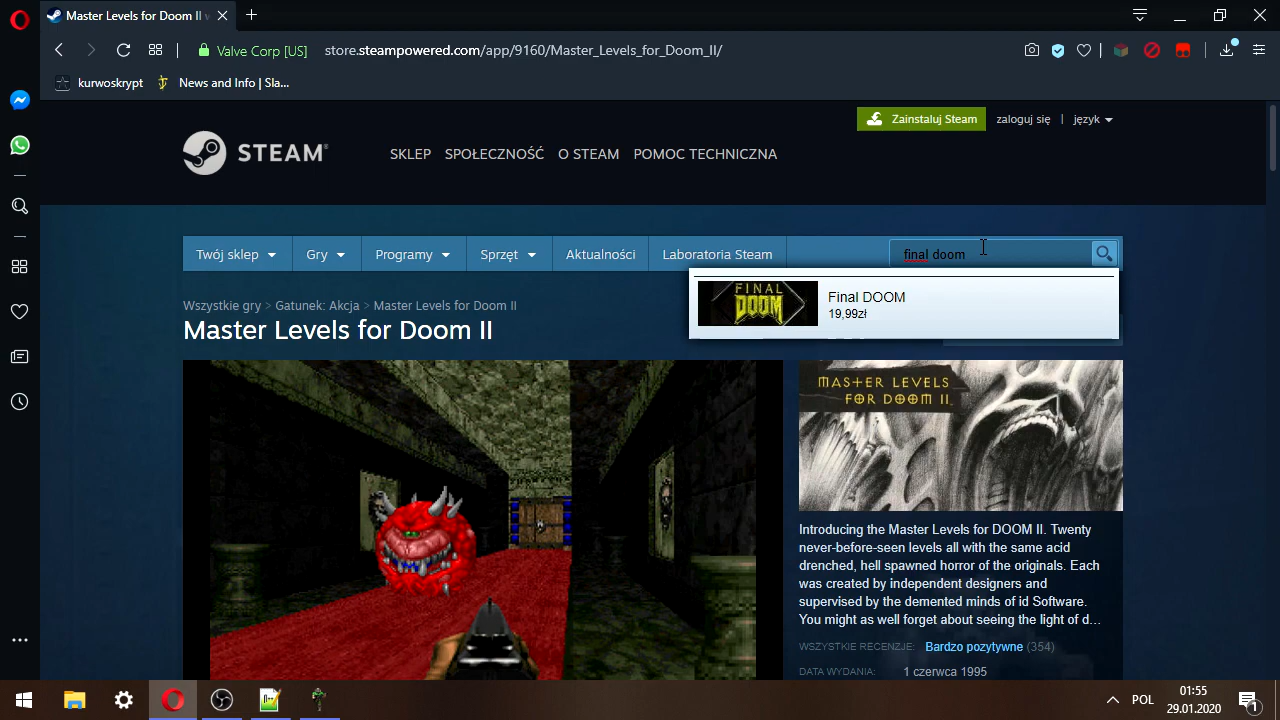 Master Levels for Doom II
Valve Corp [US]
store.steampowered.com/app/9160/Master_Levels_for_Doom_II/
kurwoskrypt
News and Info | Sla...
Zainstaluj Steam
zaloguj się
język
STEAM
SKLEP
SPOŁECZNOŚĆ
O STEAM
POMOC TECHNICZNA
Twój sklep
Gry
Programy
Sprzęt
Aktualności
Laboratoria Steam
final doom
FINAL
DOOM
Final DOOM
19,99zł
Wszystkie gry > Gatunek: Akcja > Master Levels for Doom II
Master Levels for Doom II
MASTER LEVELS
FOR DOOM II
Introducing the Master Levels for DOOM II. Twenty
never-before-seen levels all with the same acid
drenched, hell spawned horror of the originals. Each
was created by independent designers and
supervised by the demented minds of id Software.
You might as well forget about seeing the light of d...
WSZYSTKIE RECENZJE: Bardzo pozytywne (354)
DATA WYDANIA: 1 czerwca 1995
POL
01:55
29.01.2020
1